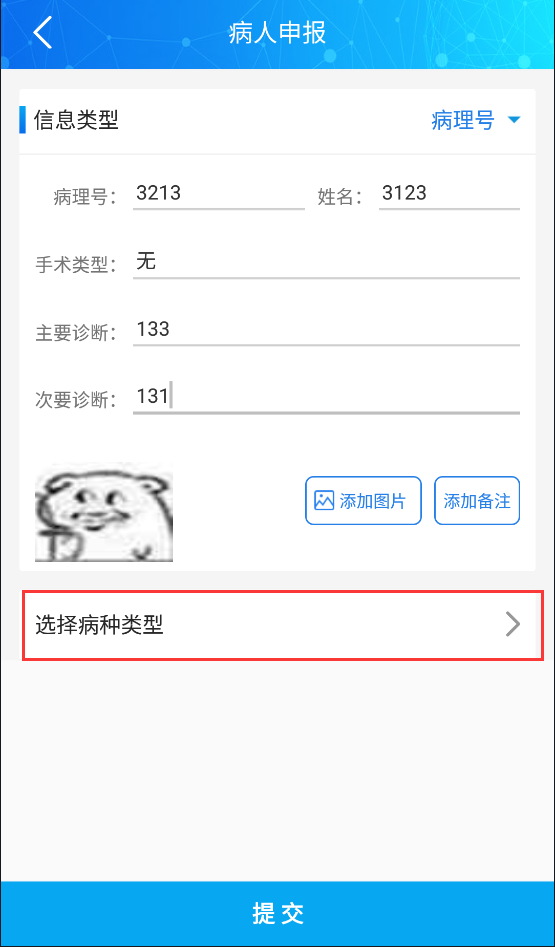 病人申报
信息类型 病理号
病理号： 3213 姓名： 3123
手术类型： 无
主要诊断： 133
次要诊断： 131
添加图片 添加备注
选择病种类型
提交